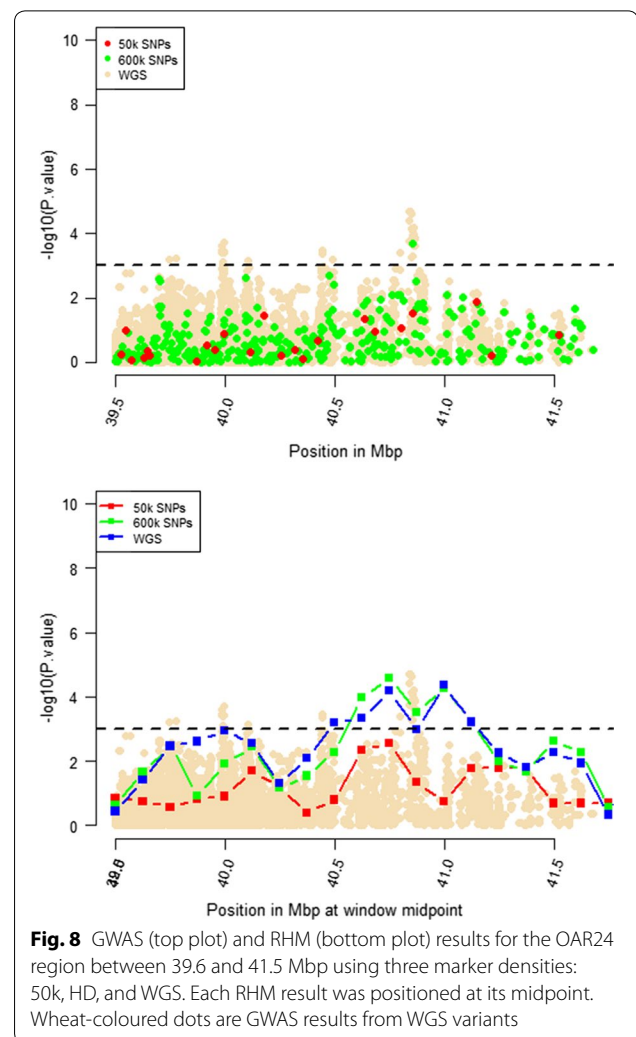 10
8
6
4
2
0
-log10(P.value)
50k SNPs
600k SNPs
WGS
39.5
40.0
40.5
41.0
41.5
Position in Mbp
10
8
6
4
2
0
-log10(P.value)
50k SNPs
600k SNPs
WGS
40.0
40.5
41.0
41.5
Position in Mbp at window midpoint
Fig. 8 GWAS (top plot) and RHM (bottom plot) results for the OAR24
region between 39.6 and 41.5 Mbp using three marker densities:
50k, HD, and WGS. Each RHM result was positioned at its midpoint.
Wheat-coloured dots are GWAS results from WGS variants